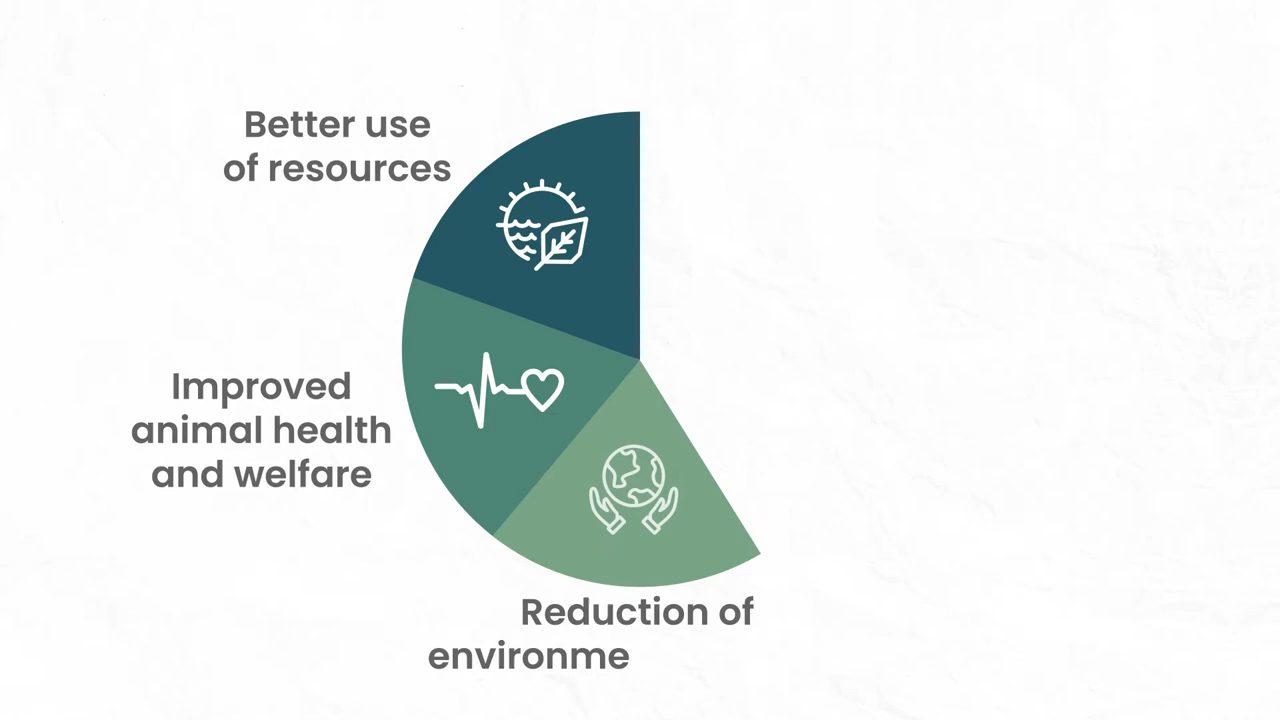 Better use
of resources
Improved
animal health
and welfare
Reduction of
environme